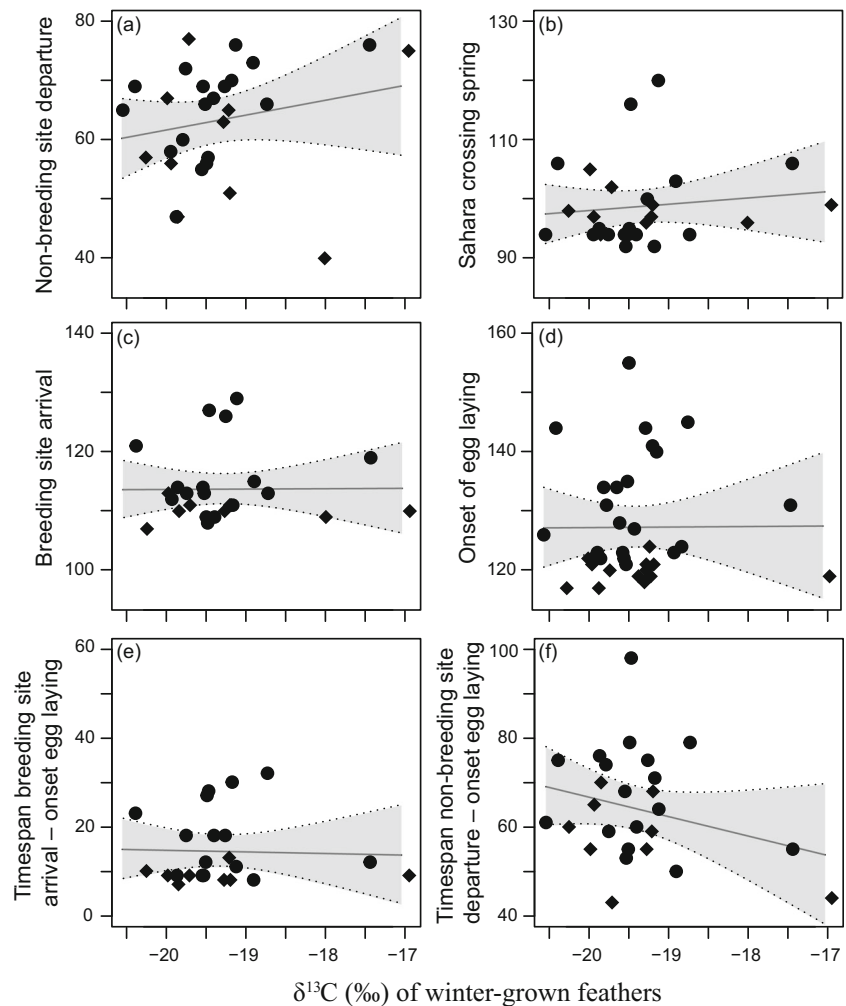 (a)
Non-breeding site departure
80
60
40
(b)
Sahara crossing spring
130
110
90
(c)
Breeding site arrival
140
120
100
(d)
Onset of egg laying
160
140
120
(e)
Timespan breeding site
arrival – onset egg laying
60
40
20
0
−20 −19 −18 −17
(f)
Timespan non-breeding site
departure – onset egg laying
100
80
60
40
−20 −19 −18 −17
δ¹³C (‰) of winter-grown feathers